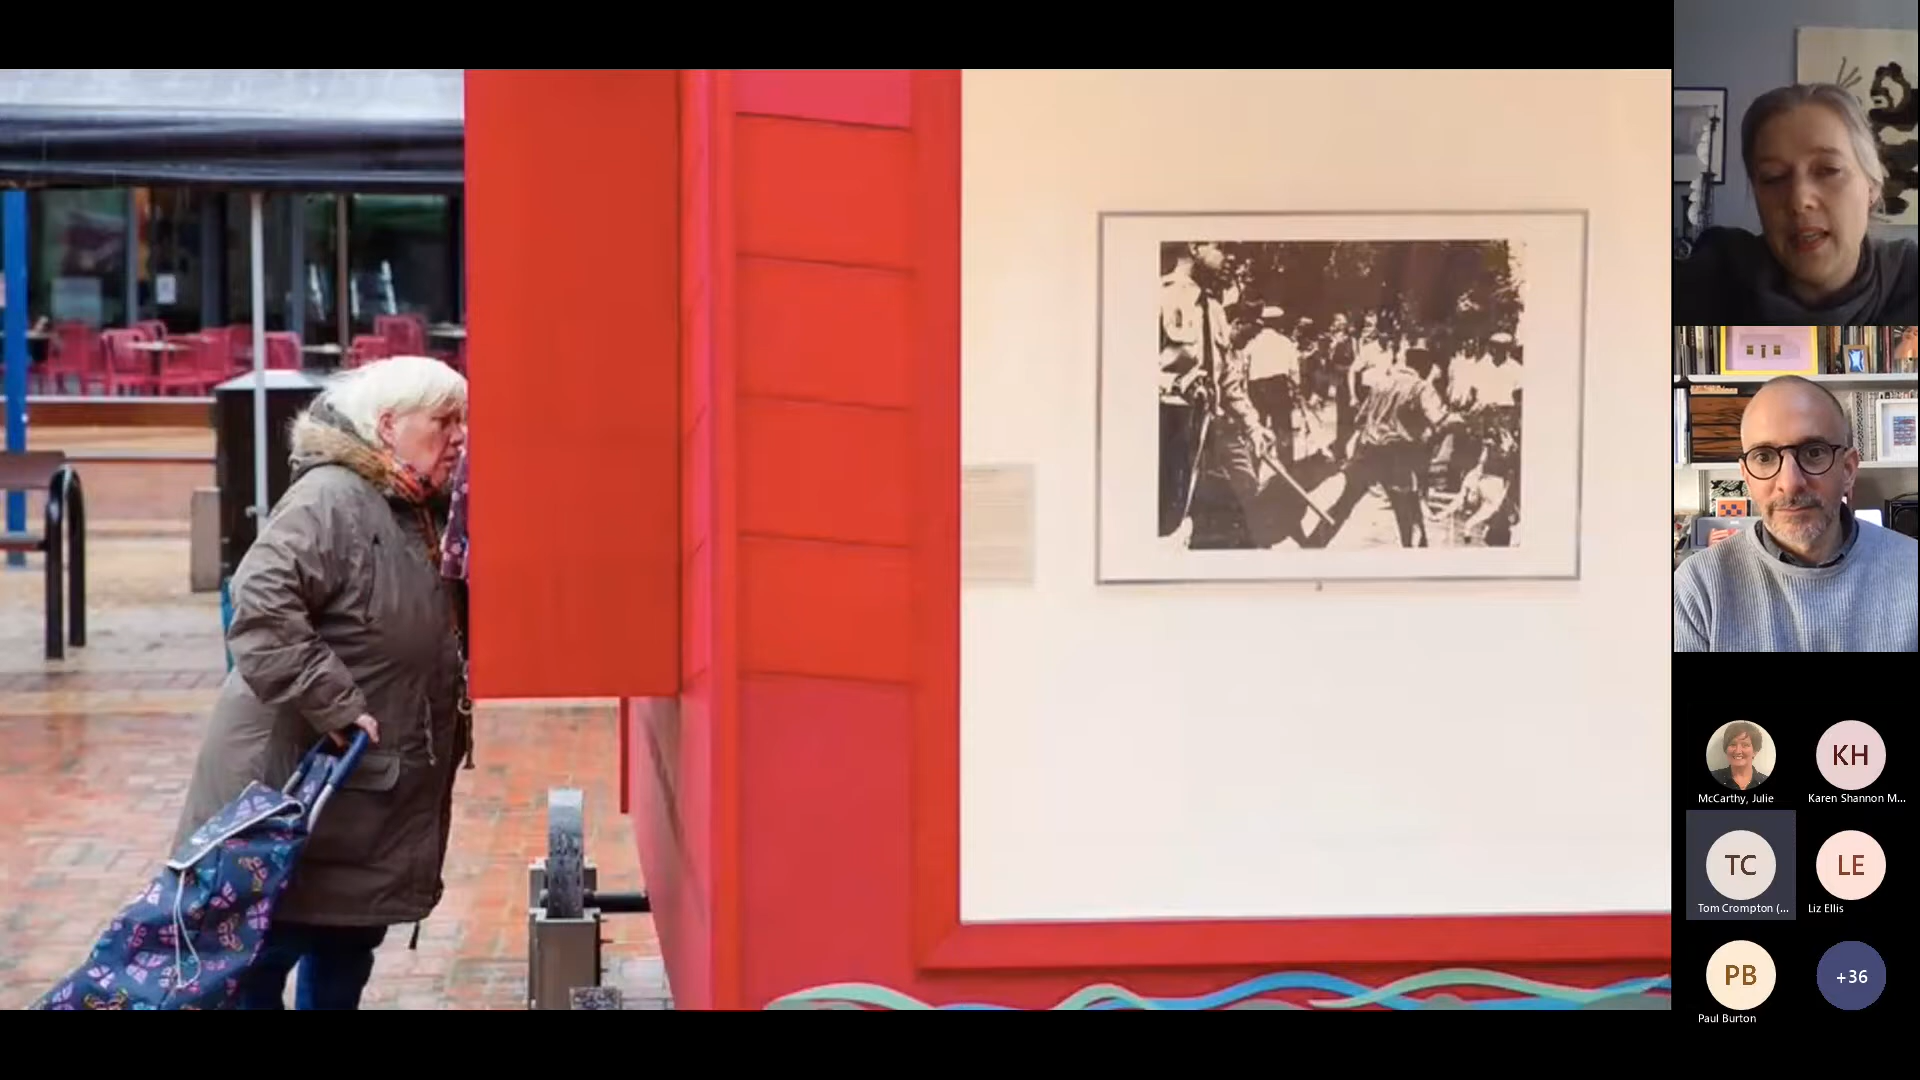 McCarthy, Julie
KH
Karen Shannon M...
TC
Tom Crompton (...
LE
Liz Ellis
PB
Paul Burton
+36